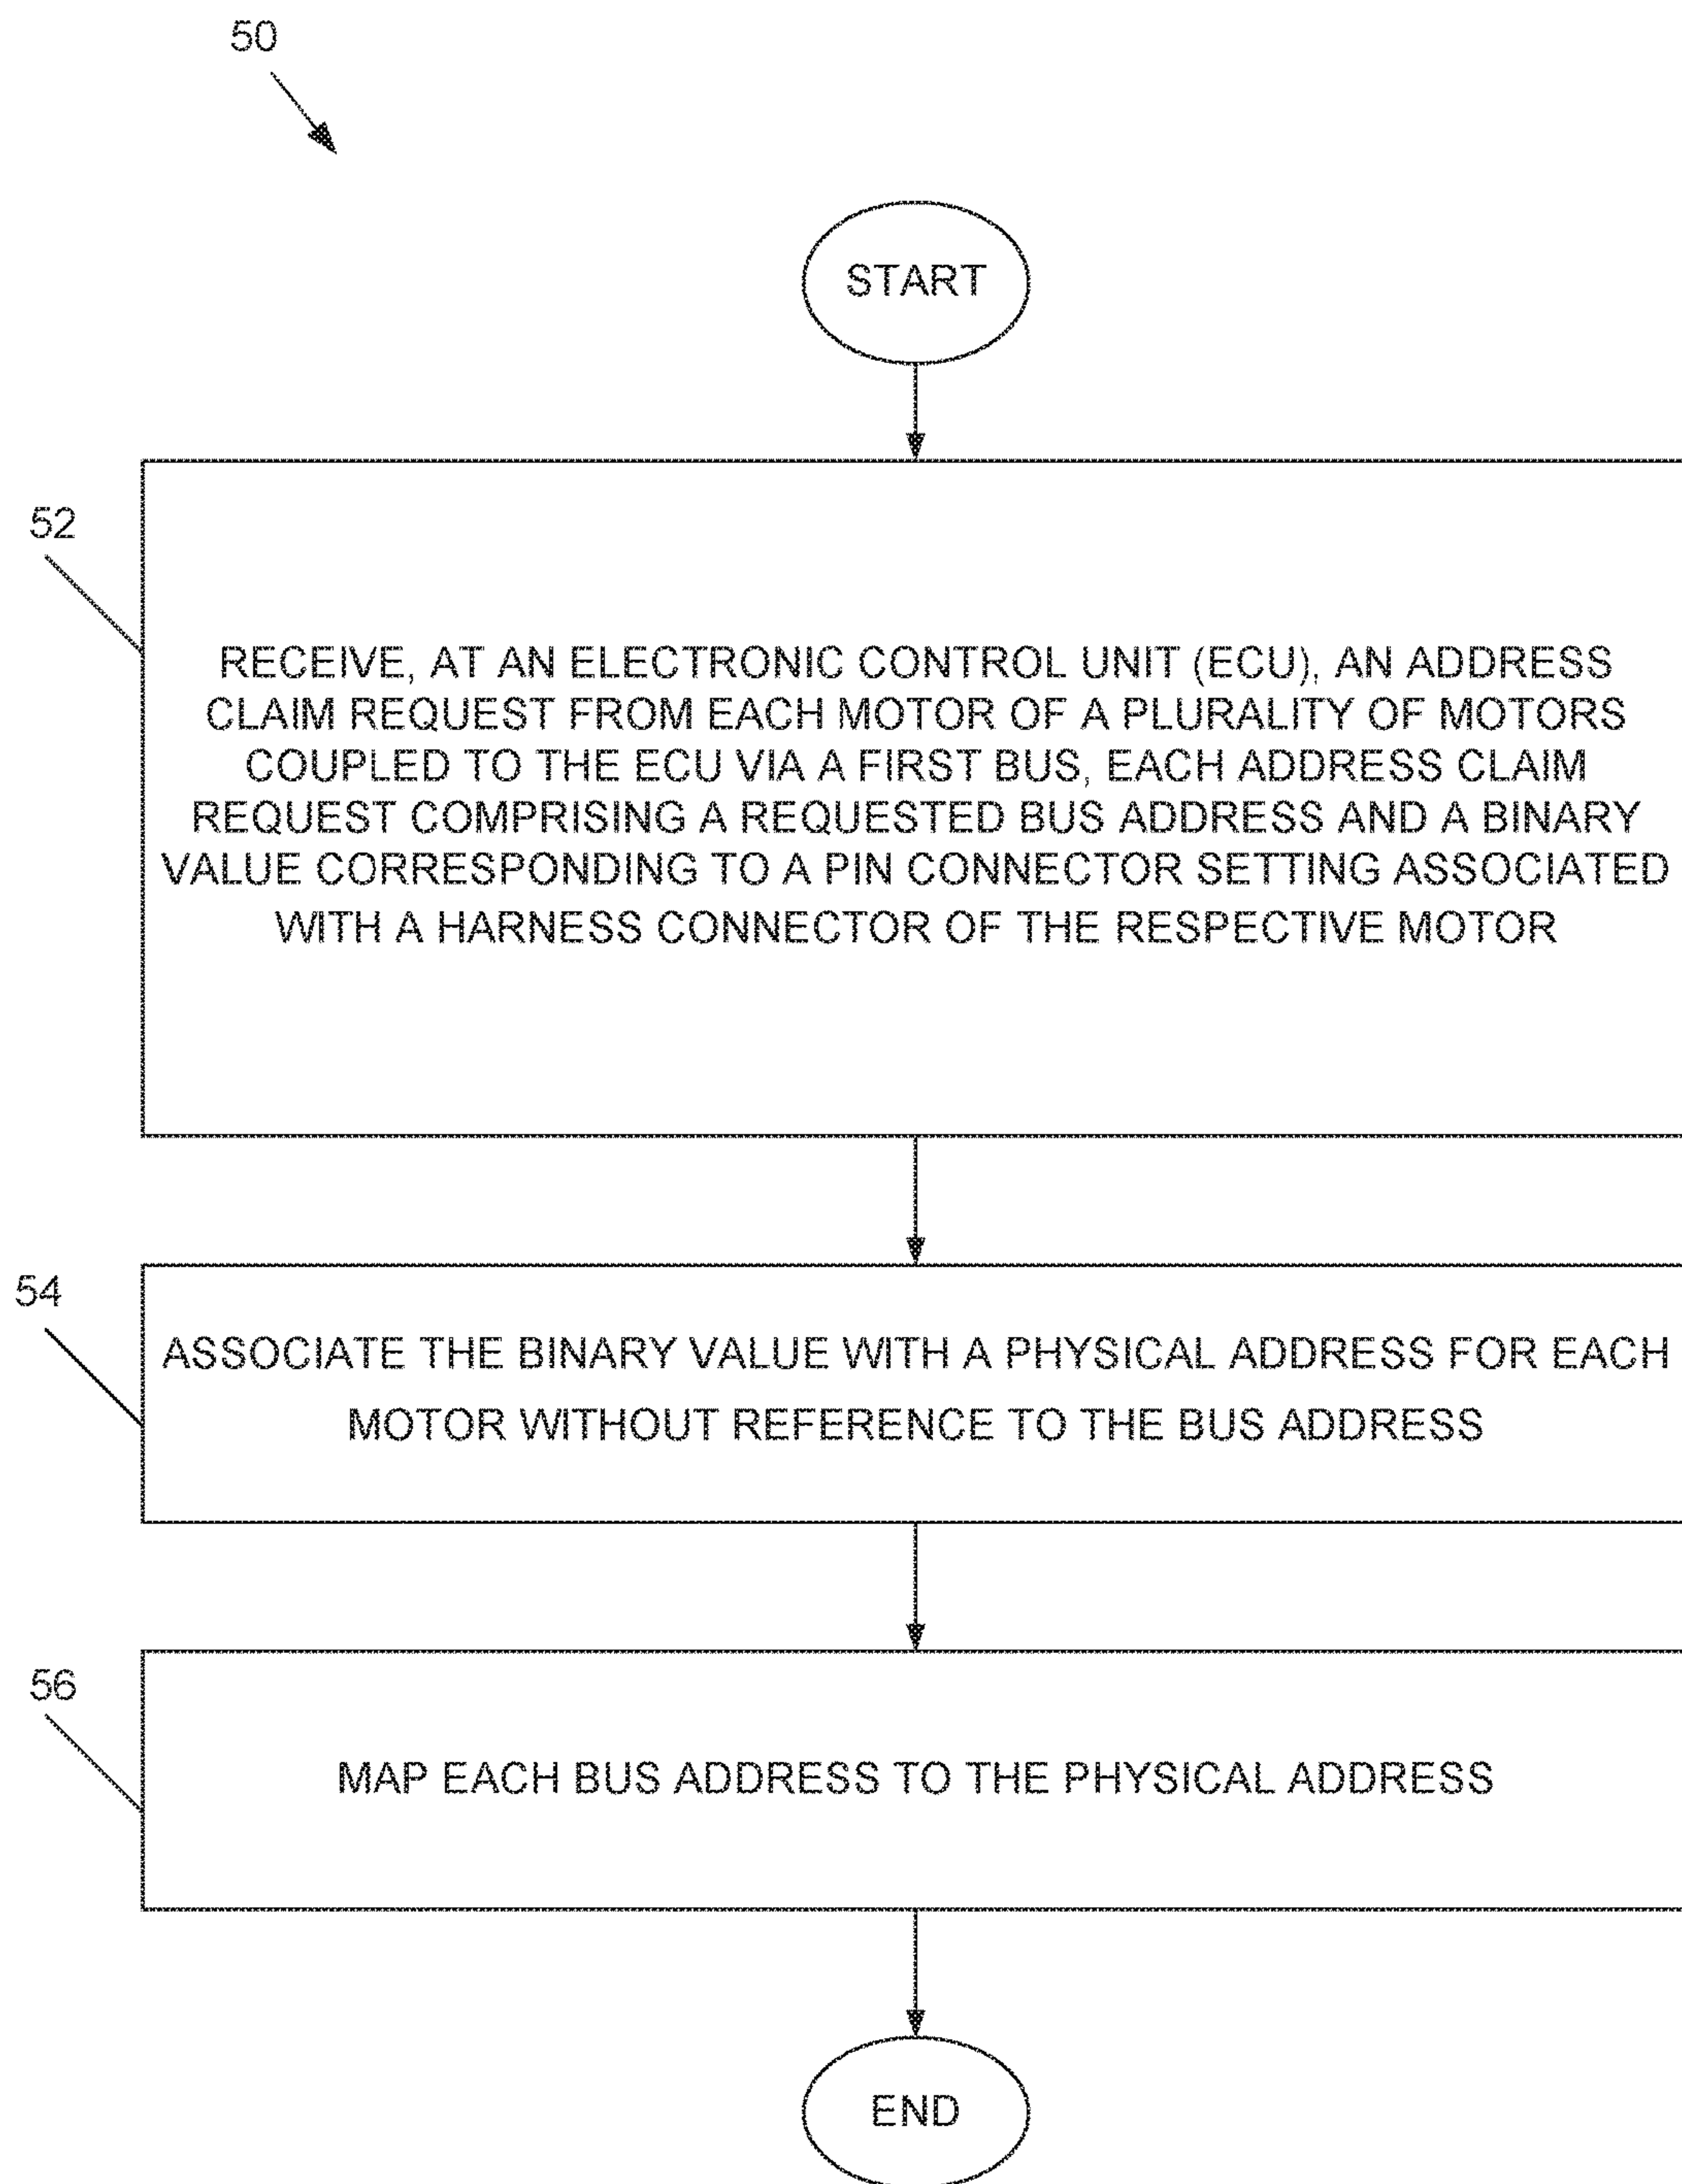 50
START
52
RECEIVE, AT AN ELECTRONIC CONTROL UNIT (ECU), AN ADDRESS
CLAIM REQUEST FROM EACH MOTOR OF A PLURALITY OF MOTORS
COUPLED TO THE ECU VIA A FIRST BUS, EACH ADDRESS CLAIM
REQUEST COMPRISING A REQUESTED BUS ADDRESS AND A BINARY
VALUE CORRESPONDING TO A PIN CONNECTOR SETTING ASSOCIATED
WITH A HARNESS CONNECTOR OF THE RESPECTIVE MOTOR
54
ASSOCIATE THE BINARY VALUE WITH A PHYSICAL ADDRESS FOR EACH
MOTOR WITHOUT REFERENCE TO THE BUS ADDRESS
56
MAP EACH BUS ADDRESS TO THE PHYSICAL ADDRESS
END